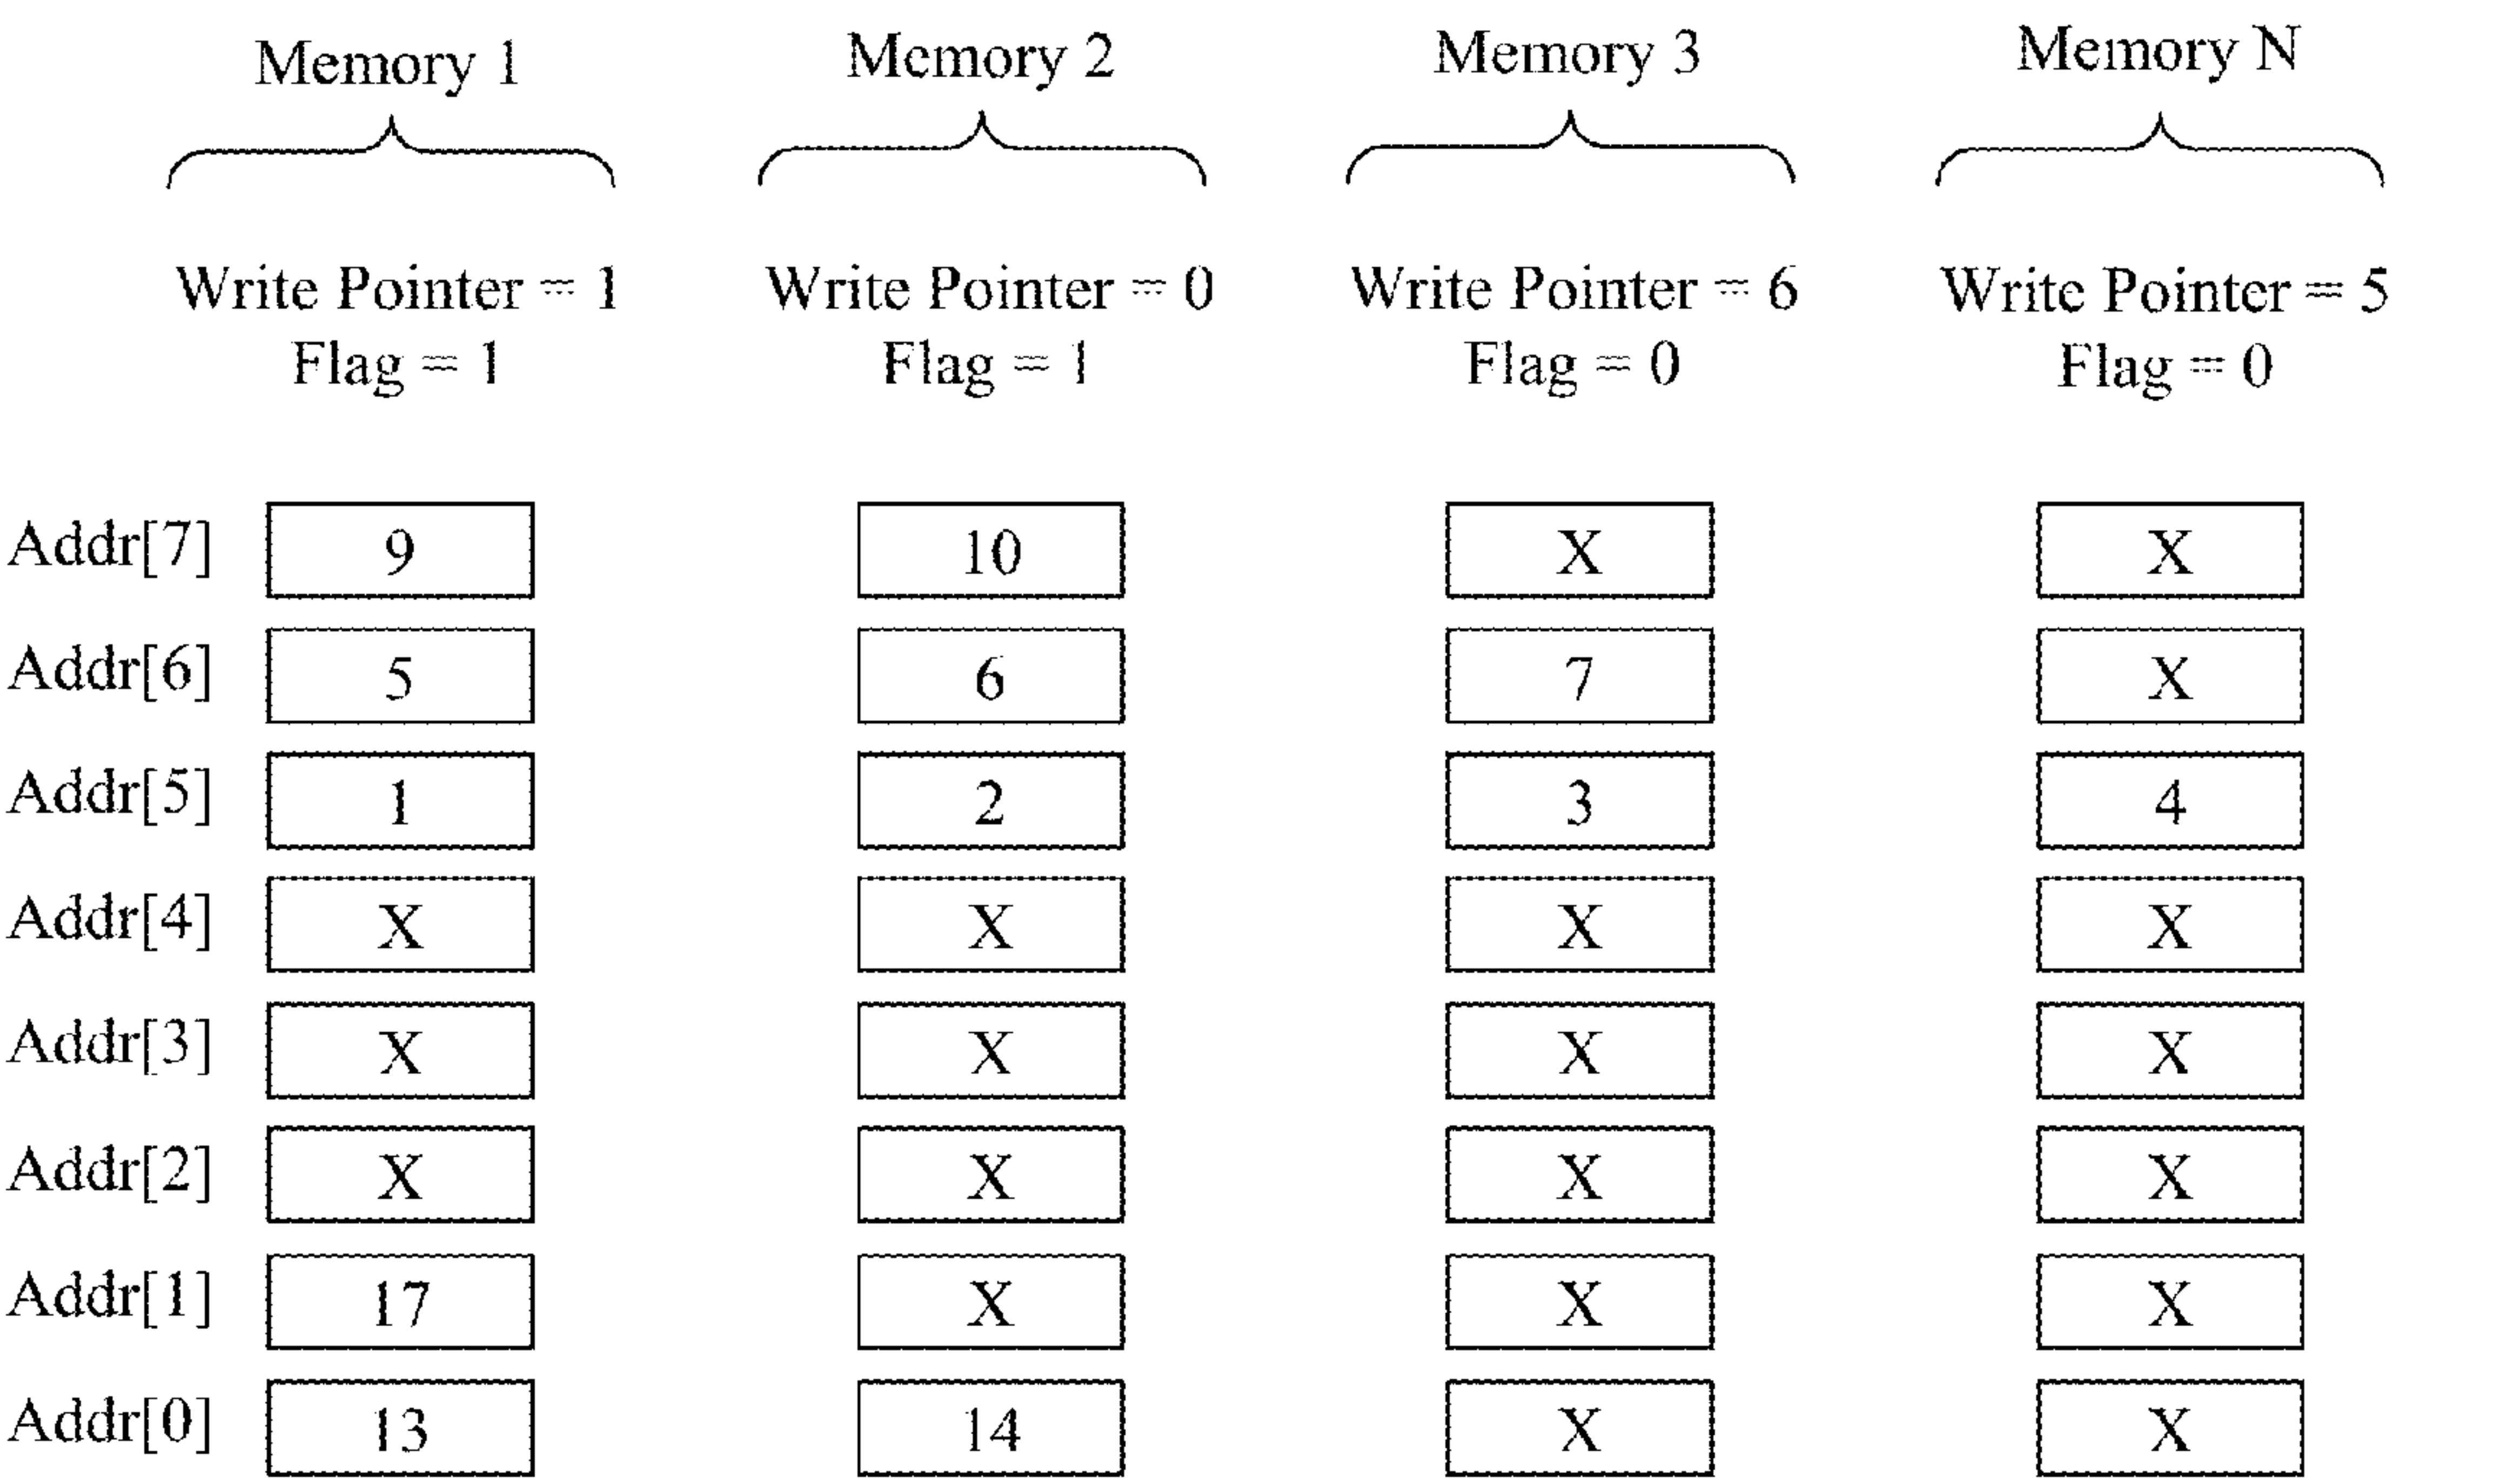 Memory 1 Memory 2 Memory 3 Memory N
Write Pointer = 1 Write Pointer = 0 Write Pointer = 6 Write Pointer = 5
Flag = 1 Flag = 1 Flag = 0 Flag = 0
Addr[7] 9 10 X X
Addr[6] 5 6 7 X
Addr[5] 1 2 3 4
Addr[4] X X X X
Addr[3] X X X X
Addr[2] X X X X
Addr[1] 17 X X X
Addr[0] 13 14 X X